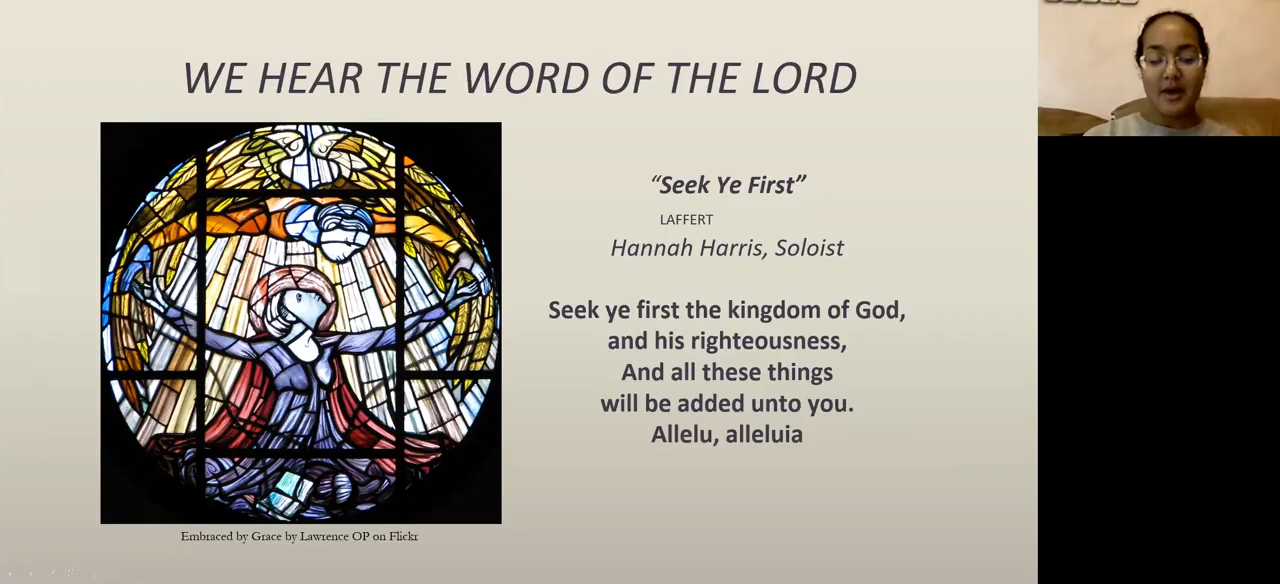 WE HEAR THE WORD OF THE LORD
“Seek Ye First”
LAFFERT
Hannah Harris, Soloist
Seek ye first the kingdom of God,
and his righteousness,
And all these things
will be added unto you.
Allelu, alleluia
Embraced by Grace by Lawrence OP on Flickr